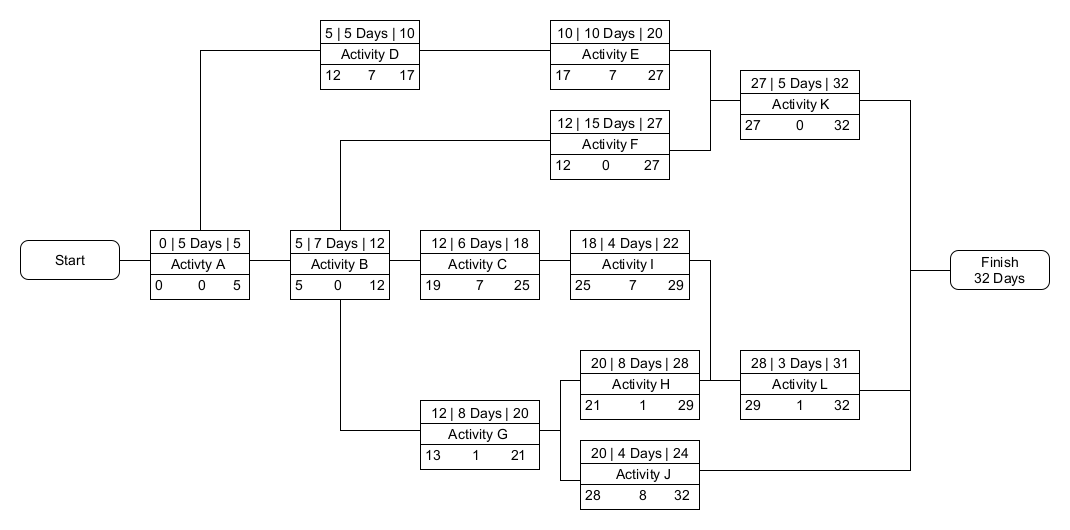 5 | 5 Days | 10
Activity D
12 7 17
10 | 10 Days | 20
Activity E
17 7 27
27 | 5 Days | 32
Activity K
27 0 32
12 | 15 Days | 27
Activity F
12 0 27
Start
0 | 5 Days | 5
Activty A
0 0 5
5 | 7 Days | 12
Activity B
5 0 12
12 | 6 Days | 18
Activity C
19 7 25
18 | 4 Days | 22
Activity I
25 7 29
Finish
32 Days
20 | 8 Days | 28
Activity H
21 1 29
28 | 3 Days | 31
Activity L
29 1 32
12 | 8 Days | 20
Activity G
13 1 21
20 | 4 Days | 24
Activity J
28 8 32